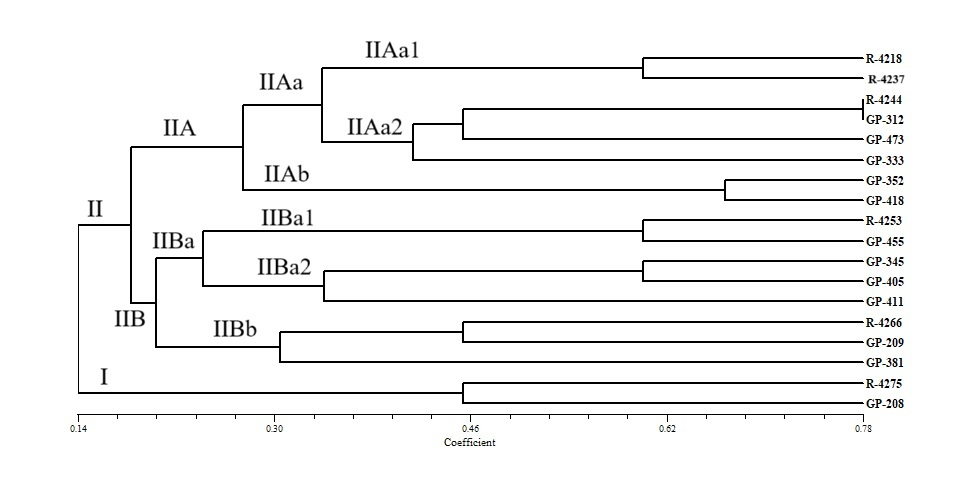 IIAa1
R-4218
R-4237
IIAa
R-4244
GP-312
IIA
IIAa2
GP-473
GP-333
IIAb
GP-352
GP-418
II
IIBa1
R-4253
IIBa
GP-455
IIBa2
GP-345
GP-405
GP-411
IIB
IIBb
R-4266
GP-209
GP-381
I
R-4275
GP-208
0.14 0.30 0.46 0.62 0.78
Coefficient